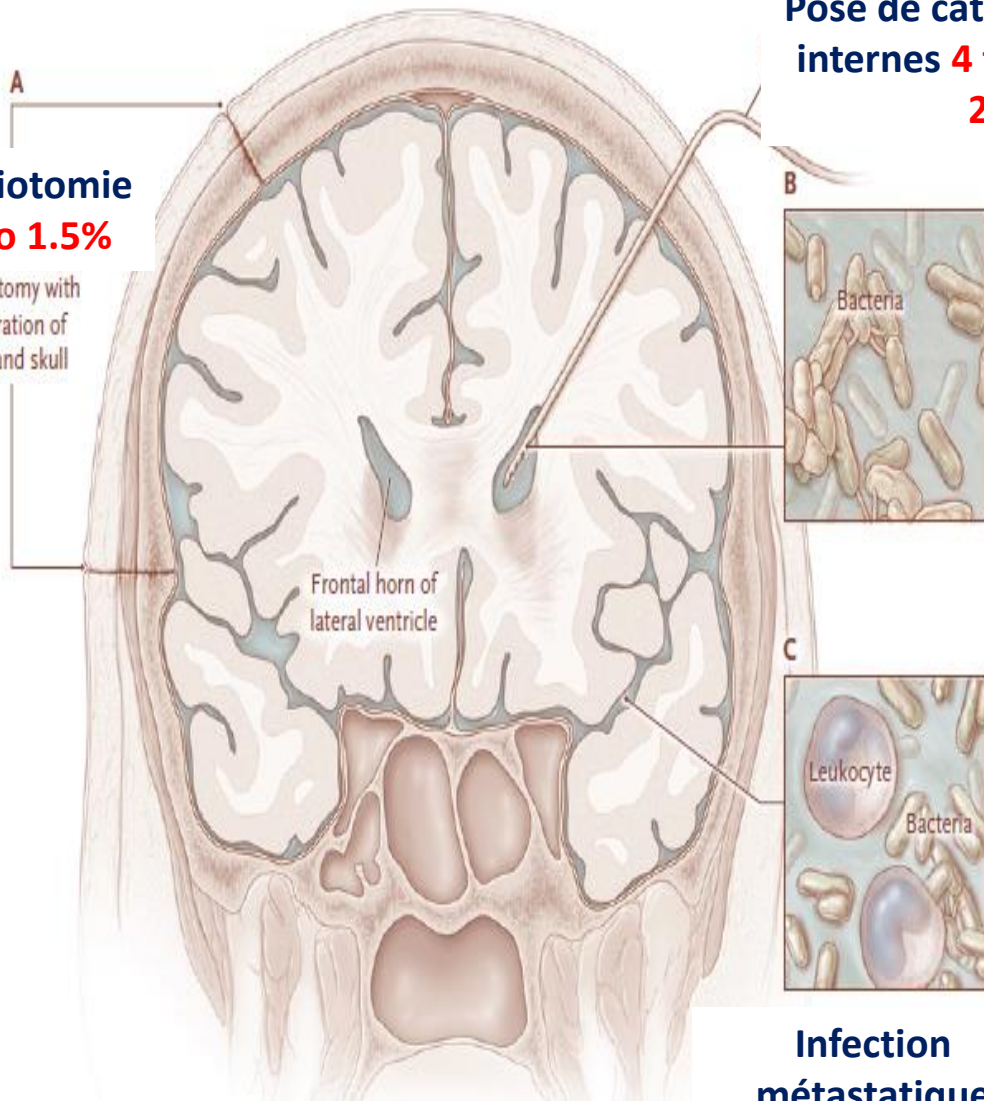 A
Pose de cat
internes 4
2
iotomie
o 1.5%
tomy with
ration of
and skull
B
Bacteria
Frontal horn of
lateral ventricle
C
Leukocyte
Bacteria
Infection
métastatique